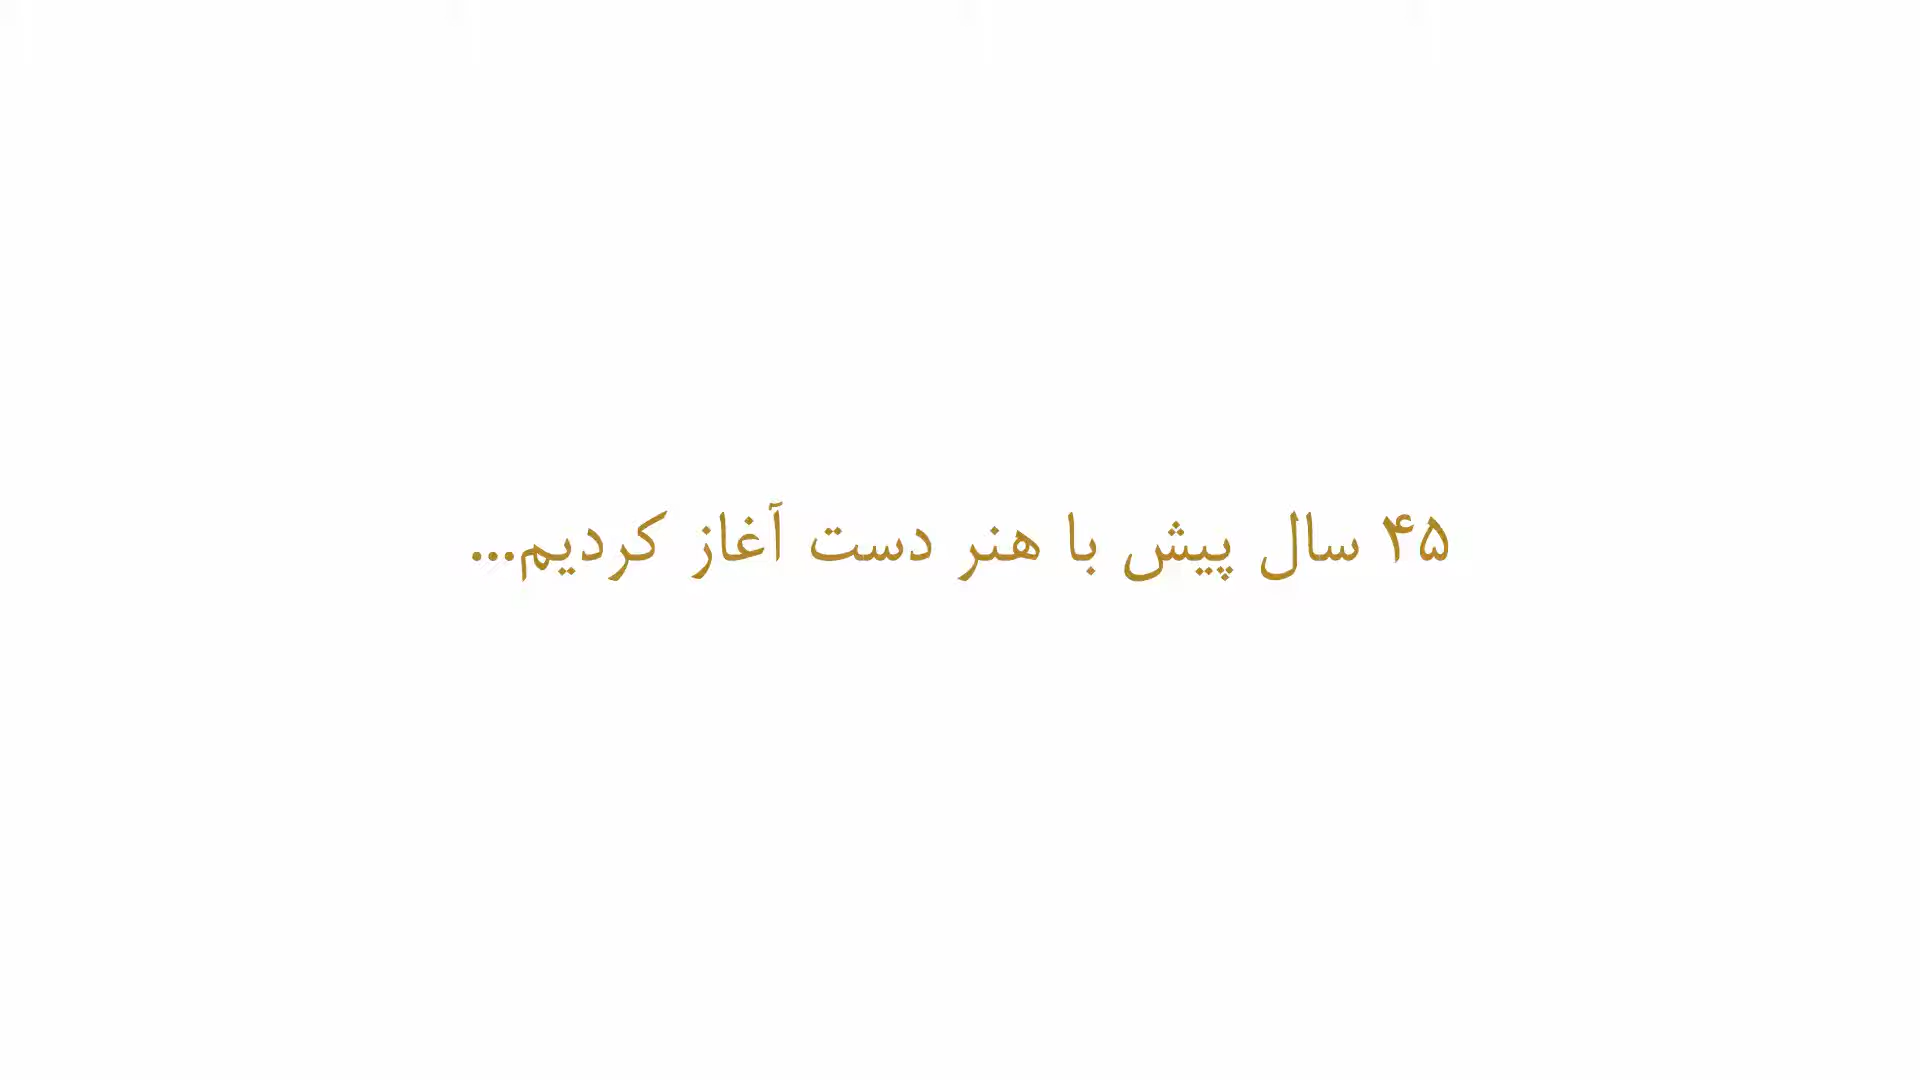 ۴۵ سال پیش با هنر دست آغاز کردیم...